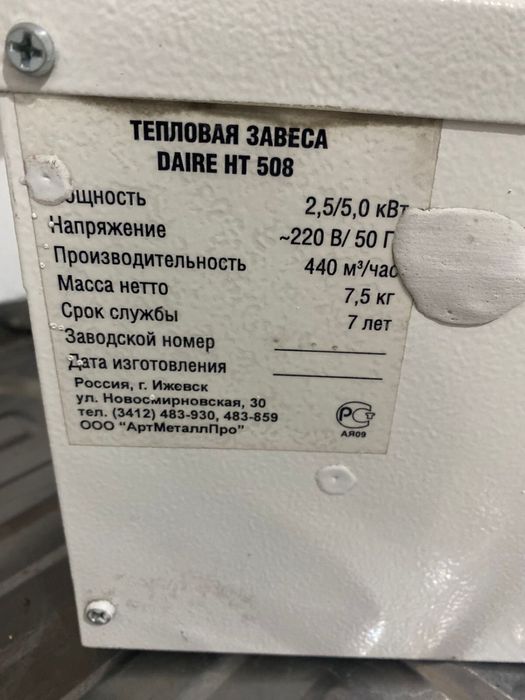 ТЕПЛОВАЯ ЗАВЕСА
DAIRE HT 508
ощность 2,5/5,0 кВт
Напряжение ~220 В/ 50 Г
Производительность 440 м³/час
Масса нетто 7,5 кг
Срок службы 7 лет
Заводской номер
Дата изготовления
Россия, г. Ижевск
ул. Новосмирновская, 30
тел. (3412) 483-930, 483-859
ООО "АртМеталлПро"
РСТ
АЯ09